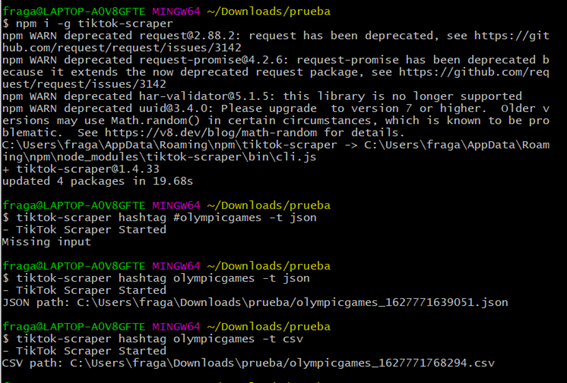 fraga@LAPTOP-A0V8GFTE MINGW64 ~/Downloads/prueba
$ npm i -g tiktok-scraper
npm WARN deprecated request@2.88.2: request has been deprecated, see https://git
hub.com/request/request/issues/3142
npm WARN deprecated request-promise@4.2.6: request-promise has been deprecated b
ecause it extends the now deprecated request package, see https://github.com/req
uest/request/issues/3142
npm WARN deprecated har-validator@5.1.5: this library is no longer supported
npm WARN deprecated uuid@3.4.0: Please upgrade  to version 7 or higher.  Older v
ersions may use Math.random() in certain circumstances, which is known to be pro
blematic.  See https://v8.dev/blog/math-random for details.
C:\Users\fraga\AppData\Roaming\npm\tiktok-scraper -> C:\Users\fraga\AppData\Roam
ing\npm\node_modules\tiktok-scraper\bin\cli.js
+ tiktok-scraper@1.4.33
updated 4 packages in 19.68s
fraga@LAPTOP-A0V8GFTE MINGW64 ~/Downloads/prueba
$ tiktok-scraper hashtag #olympicgames -t json
- TikTok Scraper Started
Missing input
fraga@LAPTOP-A0V8GFTE MINGW64 ~/Downloads/prueba
$ tiktok-scraper hashtag olympicgames -t json
- TikTok Scraper Started
JSON path: C:\Users\fraga\Downloads\prueba/olympicgames_1627771639051.json
fraga@LAPTOP-A0V8GFTE MINGW64 ~/Downloads/prueba
$ tiktok-scraper hashtag olympicgames -t csv
- TikTok Scraper Started
CSV path: C:\Users\fraga\Downloads\prueba/olympicgames_1627771768294.csv